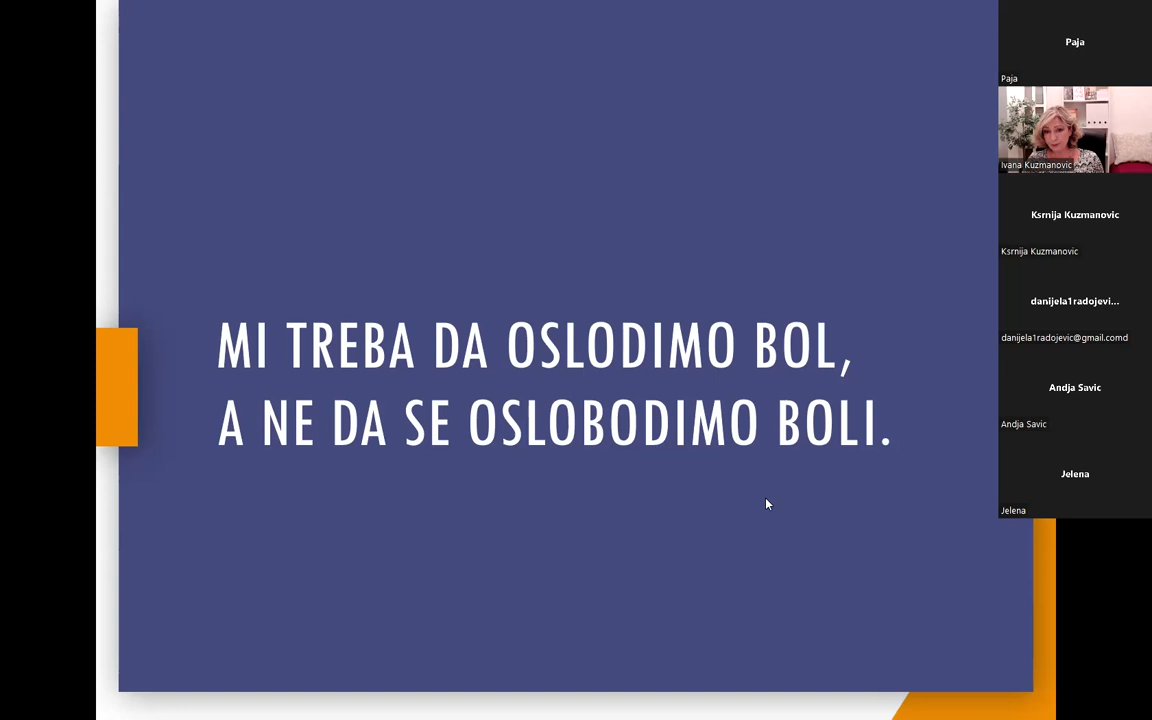 MI TREBA DA OSLODIMO BOL,
A NE DA SE OSLOBODIMO BOLI.
Paja
Paja
Ivana Kuzmanovic
Ksrnija Kuzmanovic
Ksrnija Kuzmanovic
danijela1radojevi...
danijela1radojevic@gmail.comd
Andja Savic
Andja Savic
Jelena
Jelena